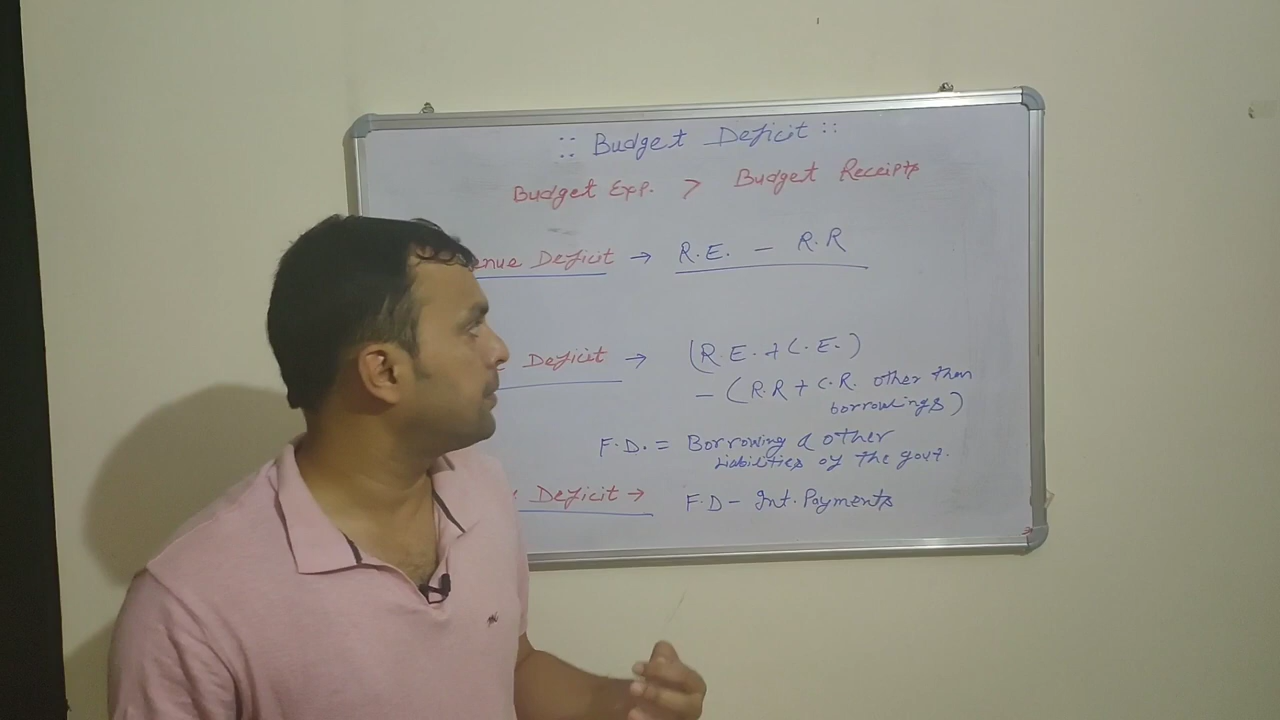 :: Budget Deficit ::
Budget Exp. > Budget Receipts
enue Deficit → R.E. – R.R
Deficit → (R.E. + C.E.)
– (R.R + C.R. other than
borrowings)
F.D. = Borrowing & other
Liabilities of the govt.
Deficit → F.D – Int. Payments